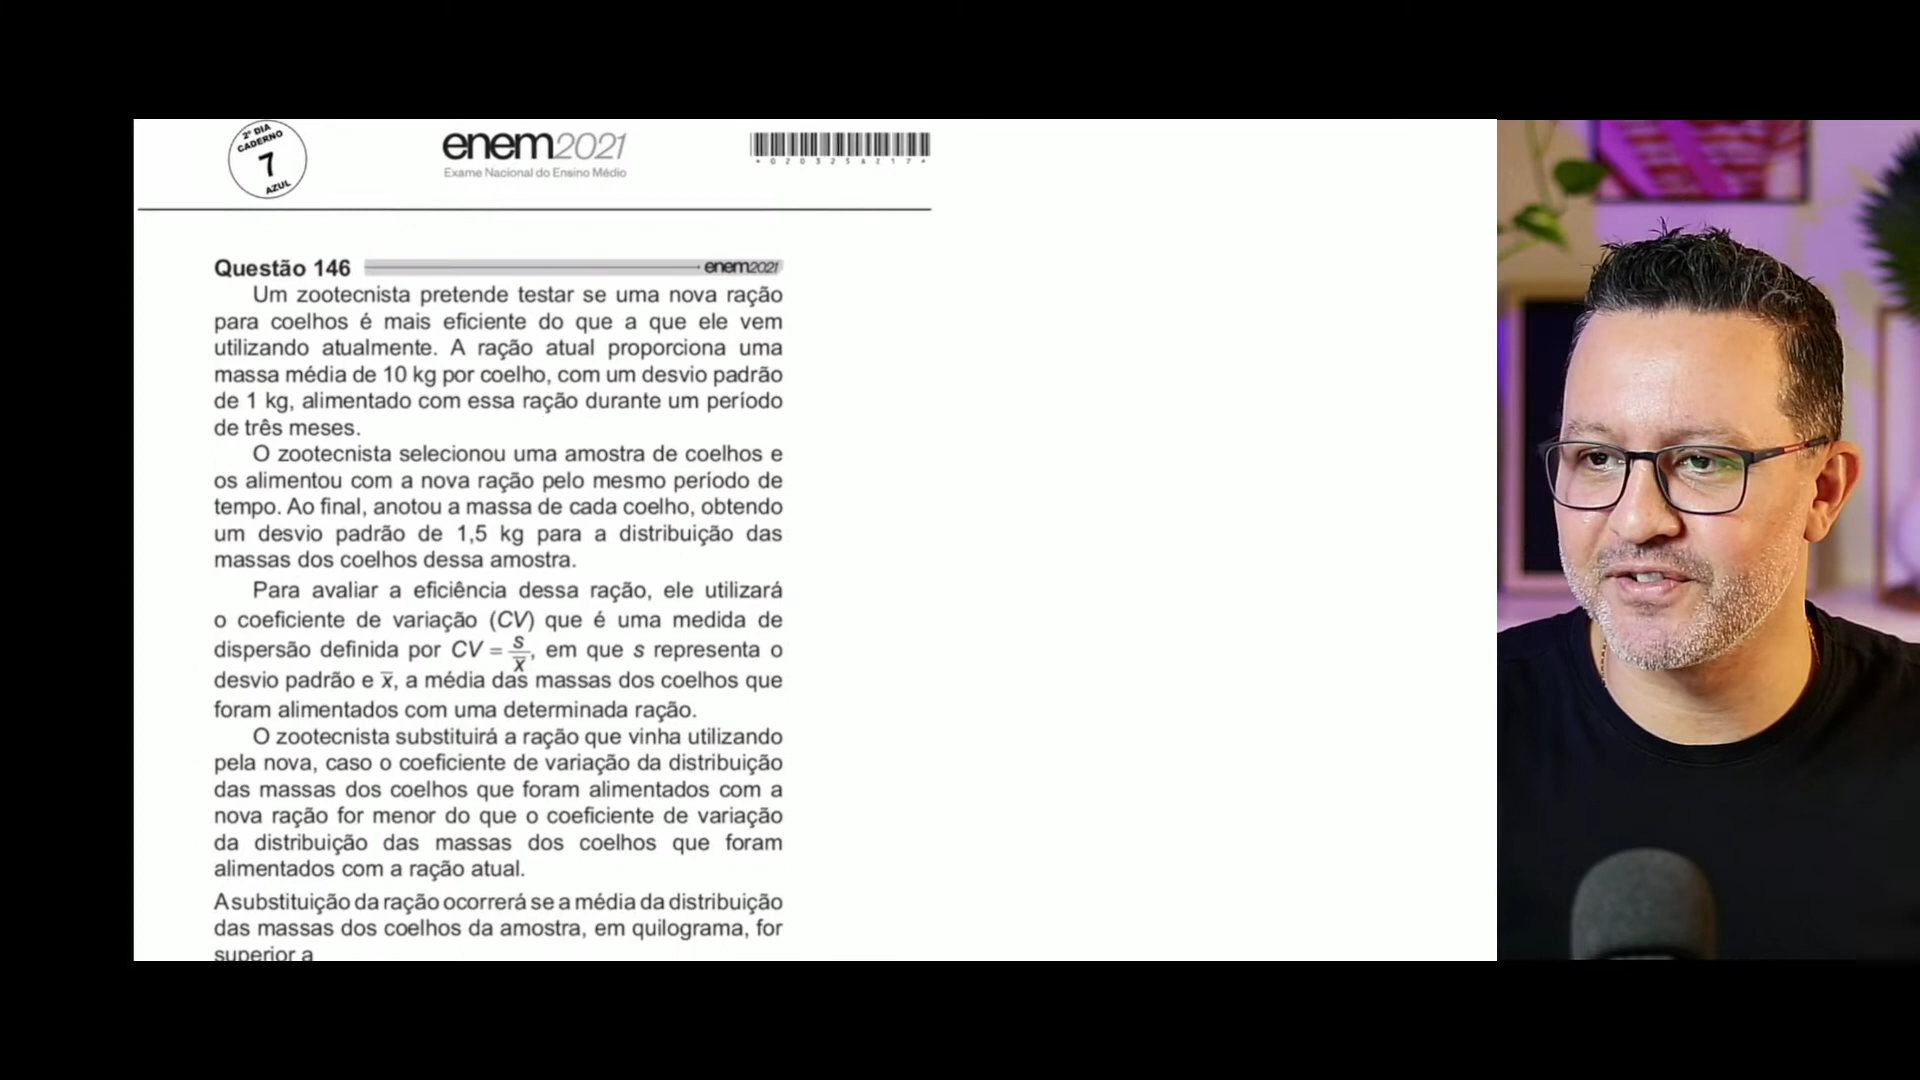 2º DIA
CADERNO
7
AZUL
enem2021
Exame Nacional do Ensino Médio
*020325AZ17*
Questão 146
enem2021
Um zootecnista pretende testar se uma nova ração
para coelhos é mais eficiente do que a que ele vem
utilizando atualmente. A ração atual proporciona uma
massa média de 10 kg por coelho, com um desvio padrão
de 1 kg, alimentado com essa ração durante um período
de três meses.
O zootecnista selecionou uma amostra de coelhos e
os alimentou com a nova ração pelo mesmo período de
tempo. Ao final, anotou a massa de cada coelho, obtendo
um desvio padrão de 1,5 kg para a distribuição das
massas dos coelhos dessa amostra.
Para avaliar a eficiência dessa ração, ele utilizará
o coeficiente de variação (CV) que é uma medida de
dispersão definida por CV = s/x̅, em que s representa o
desvio padrão e x̅, a média das massas dos coelhos que
foram alimentados com uma determinada ração.
O zootecnista substituirá a ração que vinha utilizando
pela nova, caso o coeficiente de variação da distribuição
das massas dos coelhos que foram alimentados com a
nova ração for menor do que o coeficiente de variação
da distribuição das massas dos coelhos que foram
alimentados com a ração atual.
A substituição da ração ocorrerá se a média da distribuição
das massas dos coelhos da amostra, em quilograma, for
superior a